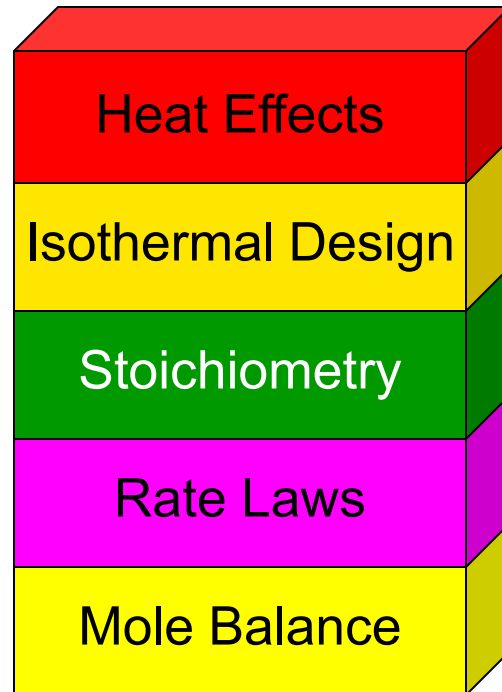 Heat Effects
Isothermal Design
Stoichiometry
Rate Laws
Mole Balance